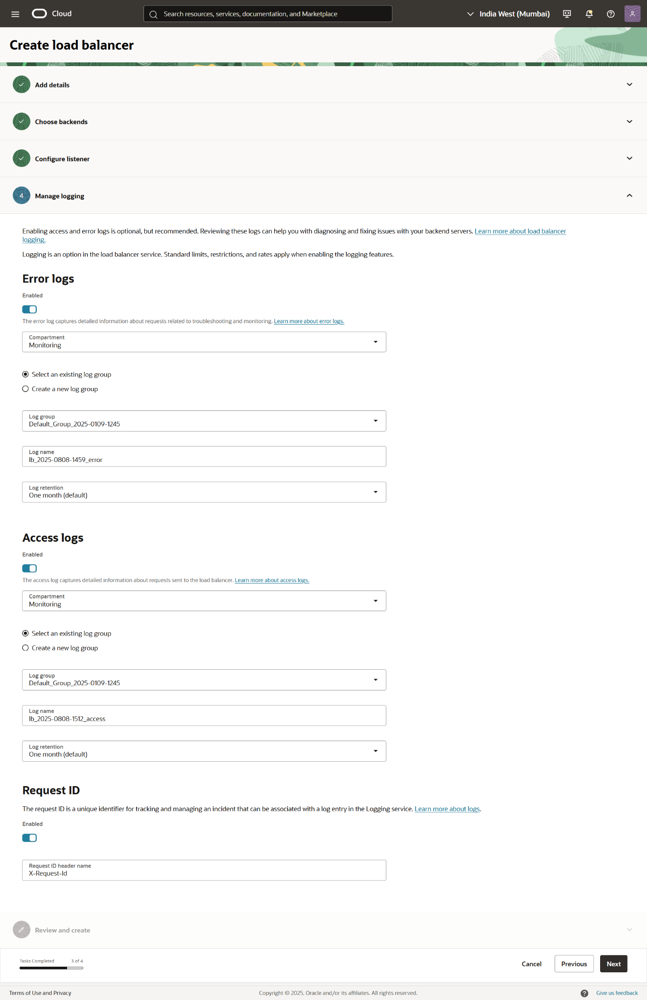 Cloud
Search resources, services, documentation, and Marketplace
India West (Mumbai)
Create load balancer
Add details
Choose backends
Configure listener
4
Manage logging
Enabling access and error logs is optional, but recommended. Reviewing these logs can help you with diagnosing and fixing issues with your backend servers. Learn more about load balancer
logging.
Logging is an option in the load balancer service. Standard limits, restrictions, and rates apply when enabling the logging features.
Error logs
Enabled
The error log captures detailed information about requests related to troubleshooting and monitoring. Learn more about error logs.
Compartment
Monitoring
Select an existing log group
Create a new log group
Log group
Default_Group_2025-0109-1245
Log name
lb_2025-0808-1459_error
Log retention
One month (default)
Access logs
Enabled
The access log captures detailed information about requests sent to the load balancer. Learn more about access logs.
Compartment
Monitoring
Select an existing log group
Create a new log group
Log group
Default_Group_2025-0109-1245
Log name
lb_2025-0808-1512_access
Log retention
One month (default)
Request ID
The request ID is a unique identifier for tracking and managing an incident that can be associated with a log entry in the Logging service. Learn more about logs.
Enabled
Request ID header name
X-Request-Id
Review and create
Tasks Completed 3 of 4
Cancel
Previous
Next
Terms of Use and Privacy
Copyright © 2025, Oracle and/or its affiliates. All rights reserved.
Give us feedback